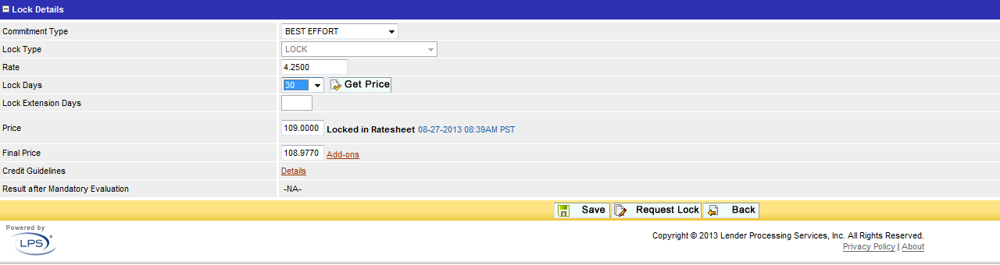 Lock Details
Commitment Type BEST EFFORT
Lock Type LOCK
Rate 4.2500
Lock Days 30 Get Price
Lock Extension Days
Price 109.0000 Locked in Ratesheet 08-27-2013 08:39AM PST
Final Price 108.9770 Add-ons
Credit Guidelines Details
Result after Mandatory Evaluation -NA-
Save Request Lock Back
Powered by
LPS
Copyright © 2013 Lender Processing Services, Inc. All Rights Reserved.
Privacy Policy | About